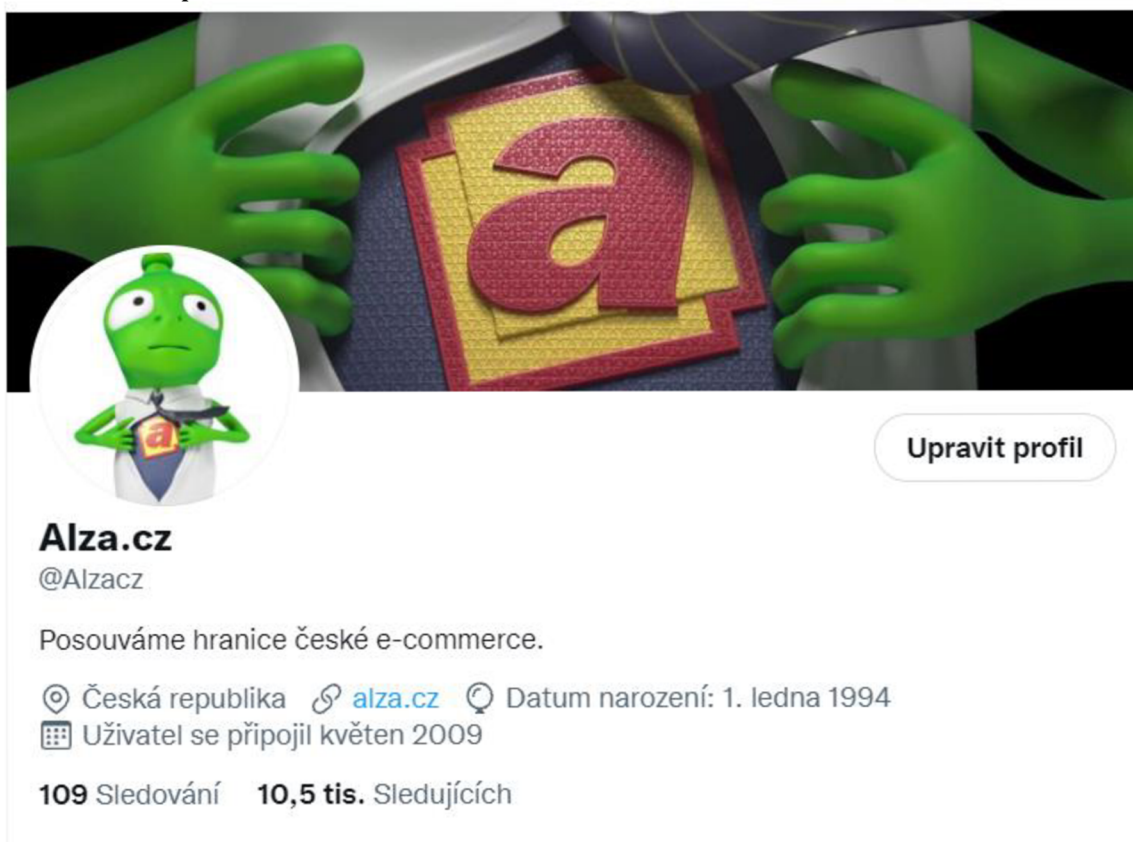 a
a
Upravit profil
Alza.cz
@Alzacz
Posouváme hranice české e-commerce.
Česká republika alza.cz Datum narození: 1. ledna 1994
Uživatel se připojil květen 2009
109 Sledování 10,5 tis. Sledujících